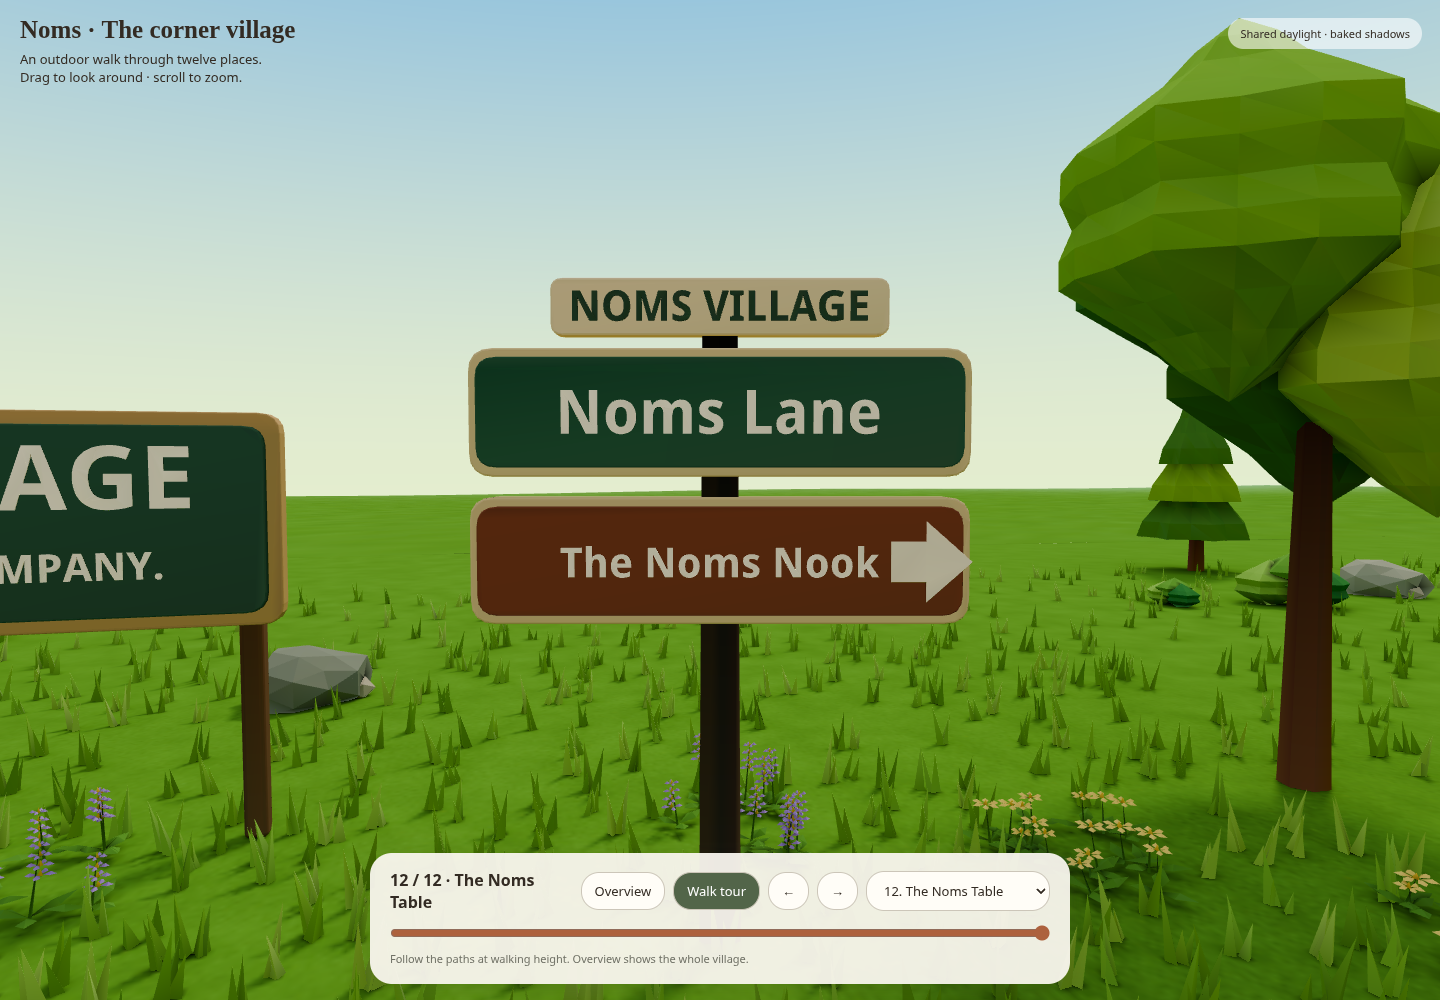 Noms · The corner village
An outdoor walk through twelve places.
Drag to look around · scroll to zoom.
Shared daylight · baked shadows
NOMS VILLAGE
Noms Lane
The Noms Nook
AGE
MPANY.
12 / 12 · The Noms Table
Overview
Walk tour
←
→
12. The Noms Table
Follow the paths at walking height. Overview shows the whole village.